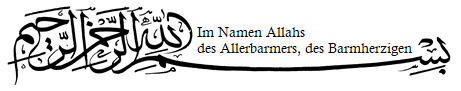 بسم الله الرحمن الرحيم
Im Namen Allahs
des Allerbarmers, des Barmherzigen